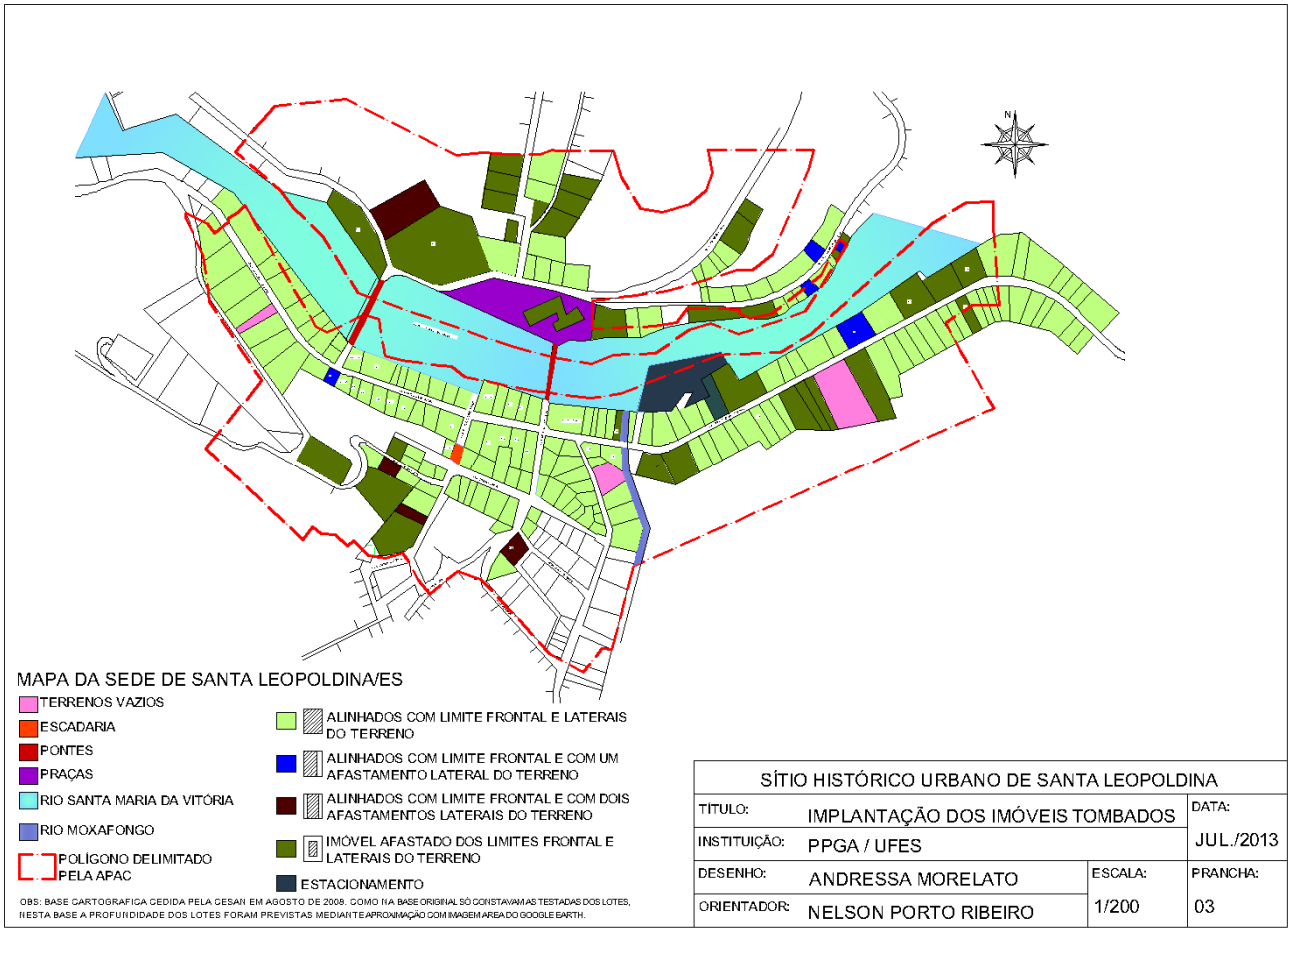 N
MAPA DA SEDE DE SANTA LEOPOLDINA/ES
TERRENOS VAZIOS
ESCADARIA
PONTES
PRAÇAS
RIO SANTA MARIA DA VITÓRIA
RIO MOXAFONGO
POLÍGONO DELIMITADO
PELA APAC
ALINHADOS COM LIMITE FRONTAL E LATERAIS
DO TERRENO
ALINHADOS COM LIMITE FRONTAL E COM UM
AFASTAMENTO LATERAL DO TERRENO
ALINHADOS COM LIMITE FRONTAL E COM DOIS
AFASTAMENTOS LATERAIS DO TERRENO
IMÓVEL AFASTADO DOS LIMITES FRONTAL E
LATERAIS DO TERRENO
ESTACIONAMENTO
OBS: BASE CARTOGRAFICA CEDIDA PELA CESAN EM AGOSTO DE 2009. COMO NA BASE ORIGINAL SÓ CONSTAVAM AS TESTADAS DOS LOTES,
NESTA BASE A PROFUNDIDADE DOS LOTES FORAM PREVISTAS MEDIANTE APROXIMAÇÃO COM IMAGEM AREA DO GOOGLE EARTH.
SÍTIO HISTÓRICO URBANO DE SANTA LEOPOLDINA
TÍTULO: IMPLANTAÇÃO DOS IMÓVEIS TOMBADOS
DATA:
JUL./2013
INSTITUIÇÃO: PPGA / UFES
DESENHO: ANDRESSA MORELATO
ESCALA:
1/200
PRANCHA:
03
ORIENTADOR: NELSON PORTO RIBEIRO